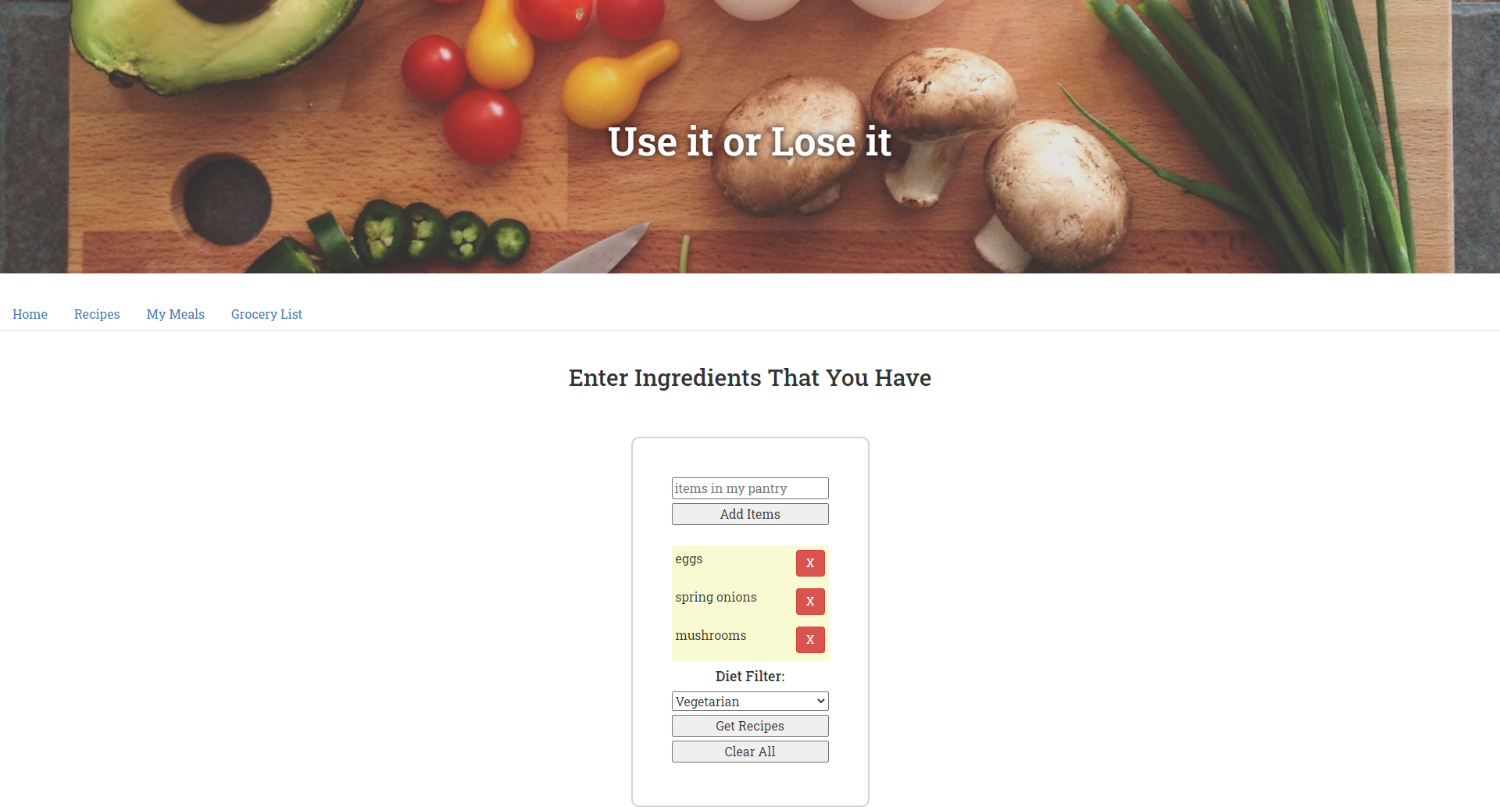 Use it or Lose it
Home Recipes My Meals Grocery List
Enter Ingredients That You Have
items in my pantry
Add Items
eggs X
spring onions X
mushrooms X
Diet Filter:
Vegetarian
Get Recipes
Clear All